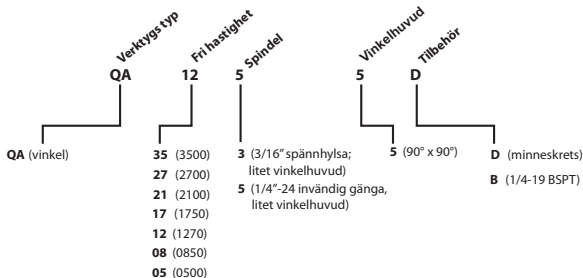 Verktygs typ
Fri hastighet
Spindel
Vinkelhuvud
Tilbehör
QA 12 5 5 D
QA (vinkel)
35 (3500)
27 (2700)
21 (2100)
17 (1750)
12 (1270)
08 (0850)
05 (0500)
3 (3/16” spännhylsa;
litet vinkelhuvud)
5 (1/4”-24 invändig gänga,
litet vinkelhuvud)
5 (90° x 90°)
D (minneskrets)
B (1/4-19 BSPT)